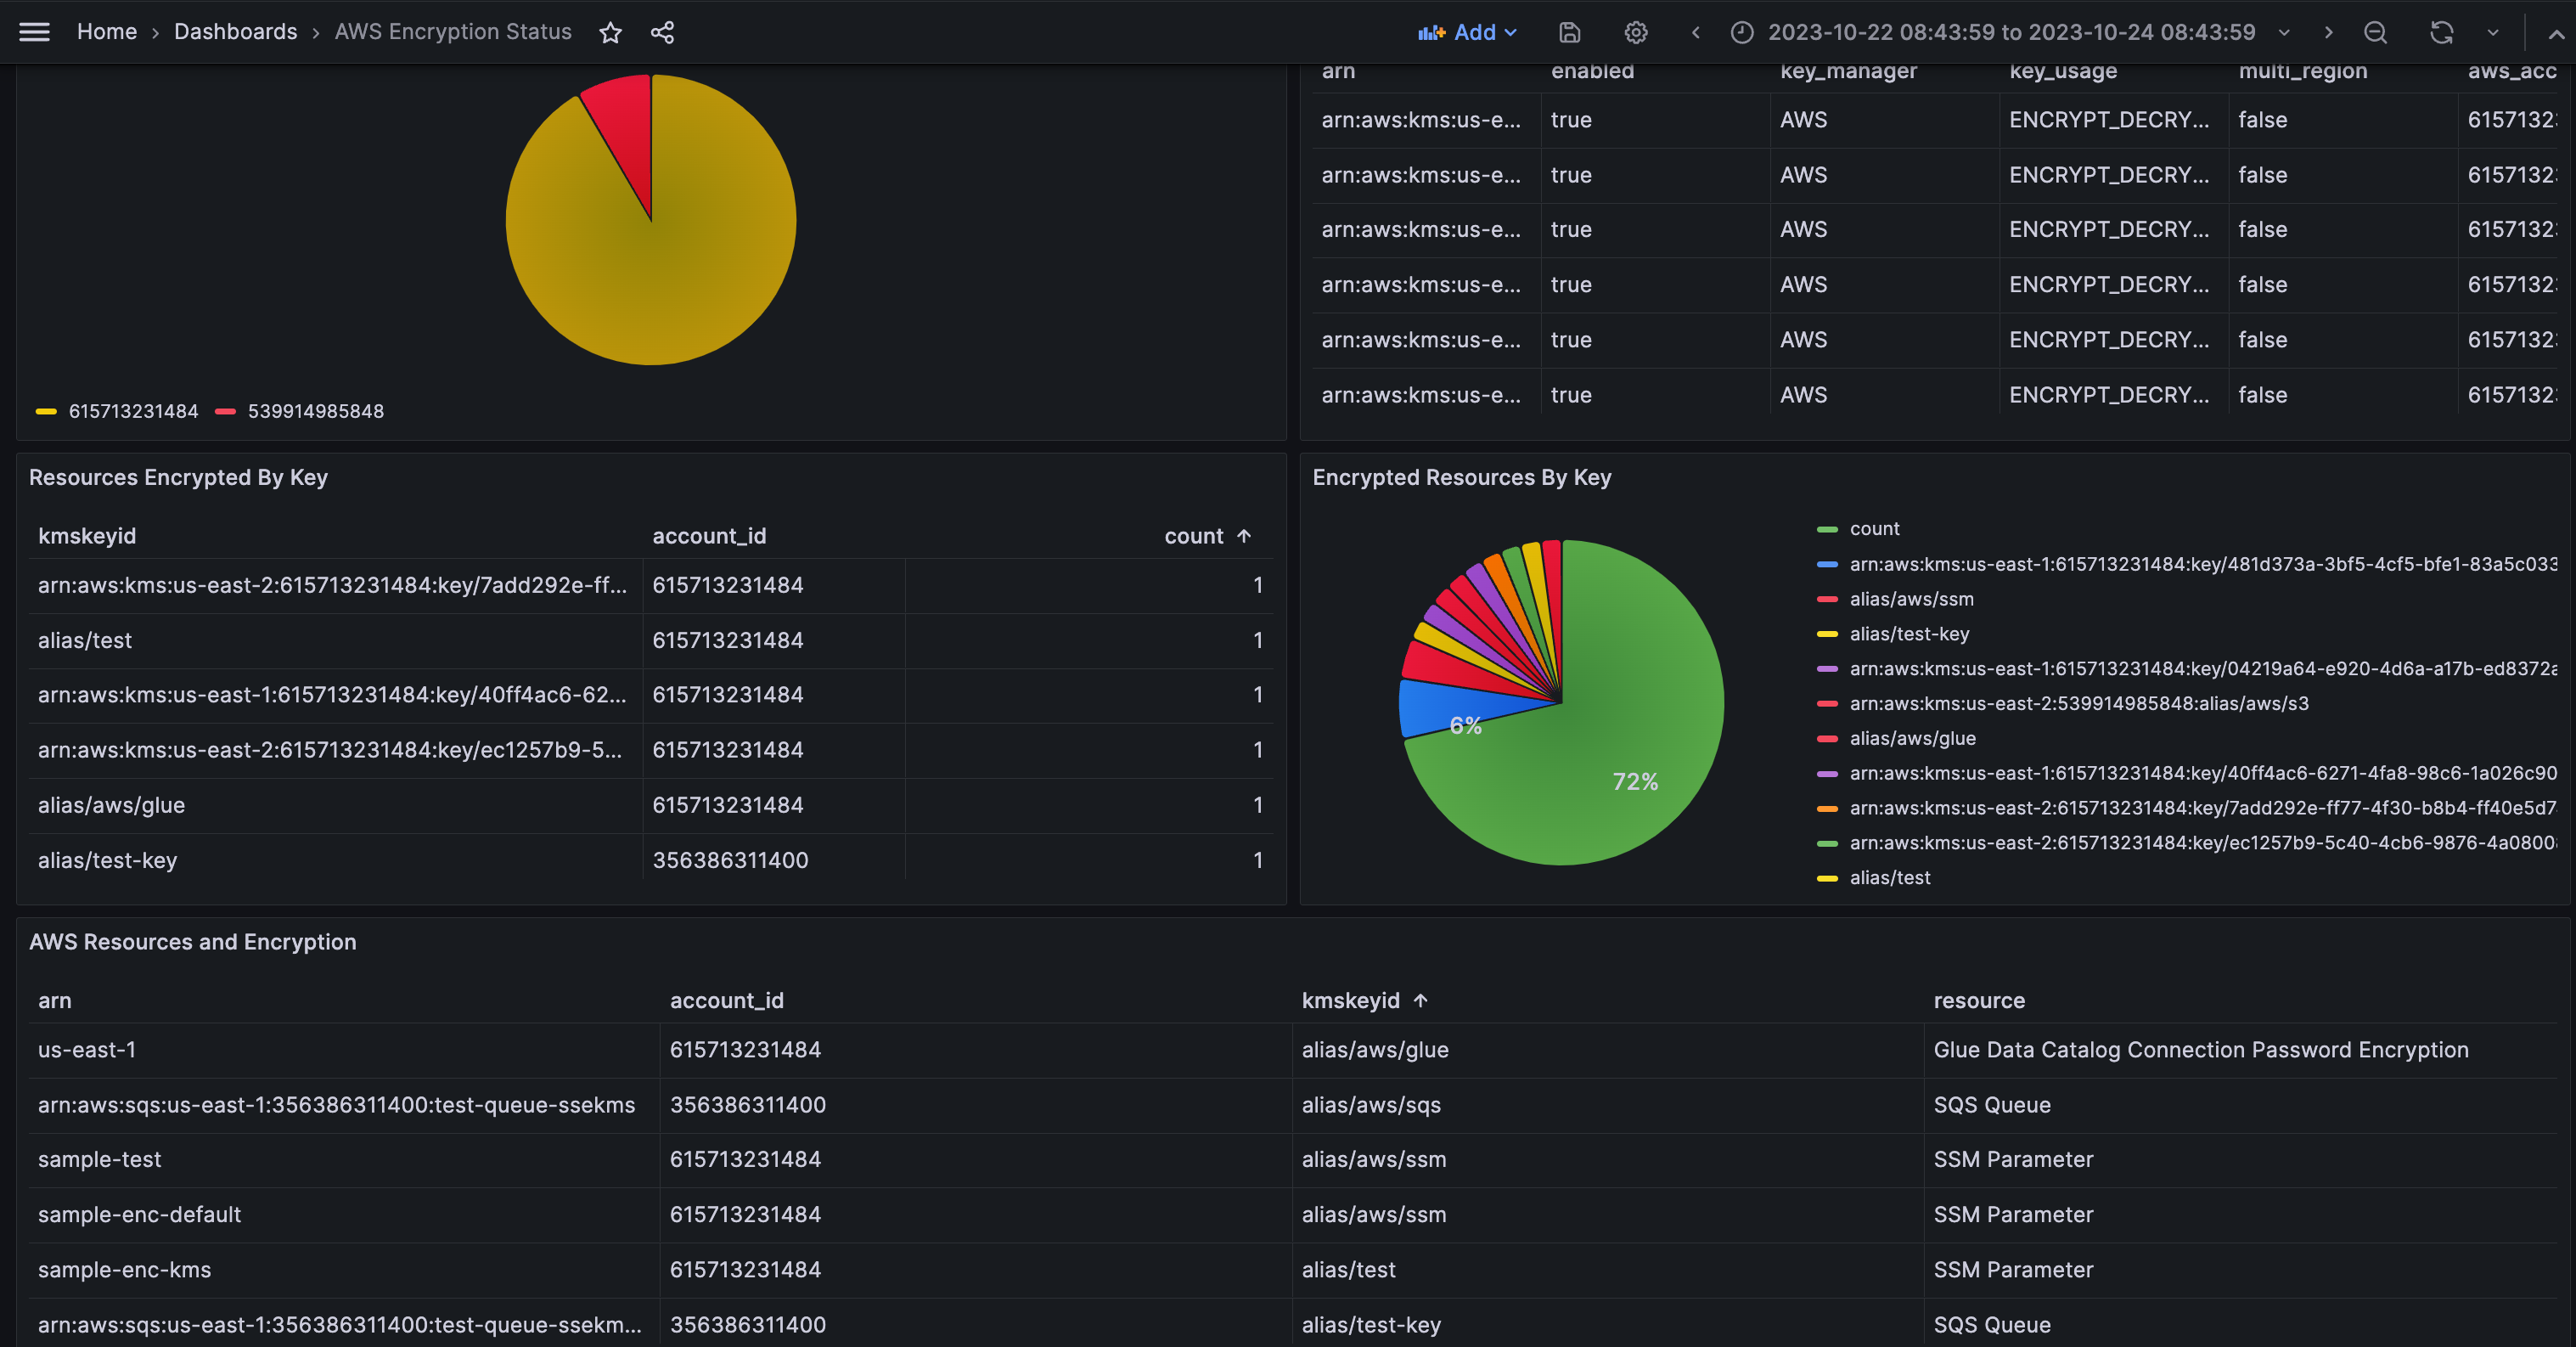 Home › Dashboards › AWS Encryption Status
Add
2023-10-22 08:43:59 to 2023-10-24 08:43:59
615713231484 539914985848
arn enabled key_manager key_usage multi_region aws_acc
arn:aws:kms:us-e... true AWS ENCRYPT_DECRY... false 6157132
arn:aws:kms:us-e... true AWS ENCRYPT_DECRY... false 6157132
arn:aws:kms:us-e... true AWS ENCRYPT_DECRY... false 6157132
arn:aws:kms:us-e... true AWS ENCRYPT_DECRY... false 6157132
arn:aws:kms:us-e... true AWS ENCRYPT_DECRY... false 6157132
arn:aws:kms:us-e... true AWS ENCRYPT_DECRY... false 6157132
Resources Encrypted By Key
kmskeyid account_id count
arn:aws:kms:us-east-2:615713231484:key/7add292e-ff... 615713231484 1
alias/test 615713231484 1
arn:aws:kms:us-east-1:615713231484:key/40ff4ac6-62... 615713231484 1
arn:aws:kms:us-east-2:615713231484:key/ec1257b9-5... 615713231484 1
alias/aws/glue 615713231484 1
alias/test-key 356386311400 1
Encrypted Resources By Key
6%
72%
count
arn:aws:kms:us-east-1:615713231484:key/481d373a-3bf5-4cf5-bfe1-83a5c033
alias/aws/ssm
alias/test-key
arn:aws:kms:us-east-1:615713231484:key/04219a64-e920-4d6a-a17b-ed8372a
arn:aws:kms:us-east-2:539914985848:alias/aws/s3
alias/aws/glue
arn:aws:kms:us-east-1:615713231484:key/40ff4ac6-6271-4fa8-98c6-1a026c90
arn:aws:kms:us-east-2:615713231484:key/7add292e-ff77-4f30-b8b4-ff40e5d7
arn:aws:kms:us-east-2:615713231484:key/ec1257b9-5c40-4cb6-9876-4a0800
alias/test
AWS Resources and Encryption
arn account_id kmskeyid resource
us-east-1 615713231484 alias/aws/glue Glue Data Catalog Connection Password Encryption
arn:aws:sqs:us-east-1:356386311400:test-queue-ssekms 356386311400 alias/aws/sqs SQS Queue
sample-test 615713231484 alias/aws/ssm SSM Parameter
sample-enc-default 615713231484 alias/aws/ssm SSM Parameter
sample-enc-kms 615713231484 alias/test SSM Parameter
arn:aws:sqs:us-east-1:356386311400:test-queue-ssekm... 356386311400 alias/test-key SQS Queue